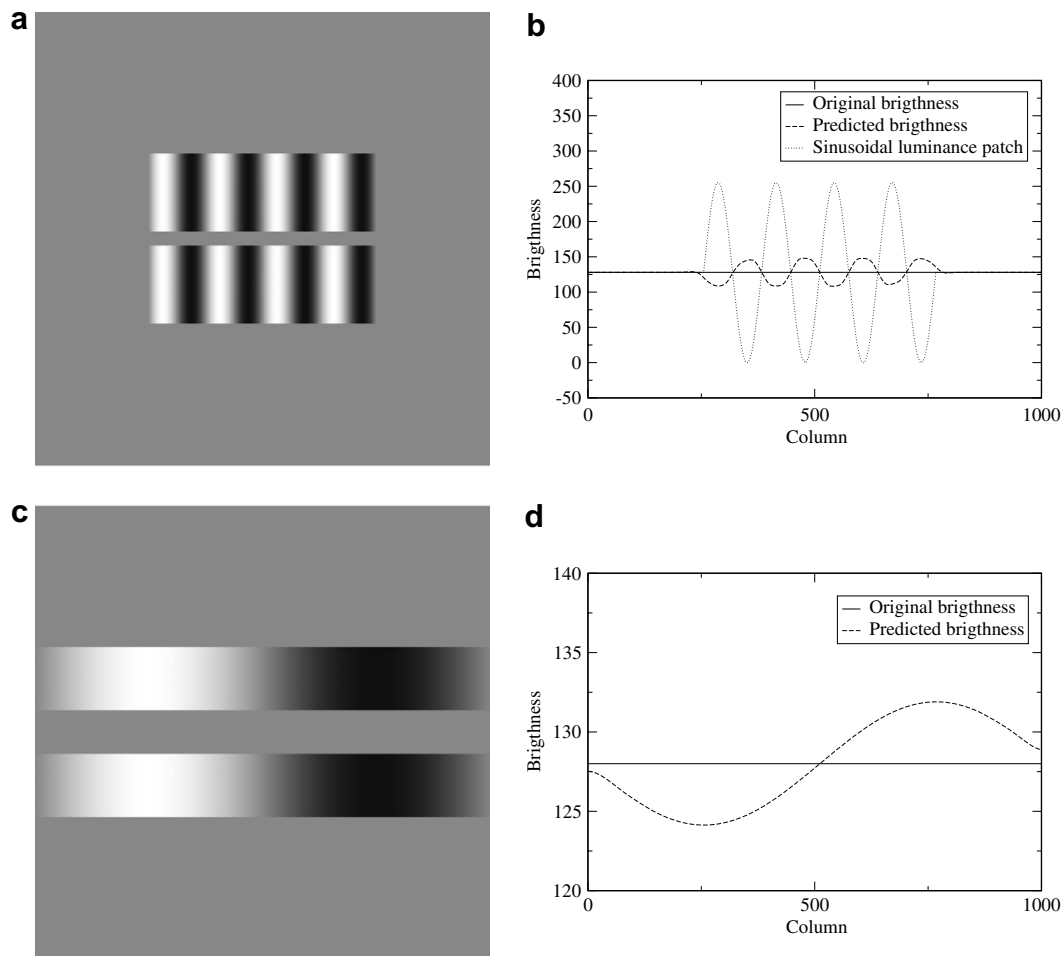 a
b
400
350
300
250
200
150
100
50
0
-50
Brigthness
Original brigthness
Predicted brigthness
Sinusoidal luminance patch
0
500
1000
Column
c
d
140
135
130
125
120
Brigthness
Original brigthness
Predicted brigthness
0
500
1000
Column